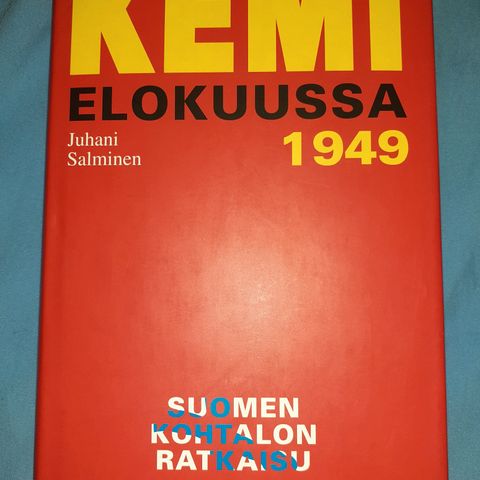 KEMI
ELOKUUSSA
Juhani
Salminen
1949
SUOMEN
KOHTALON
RATKAISU